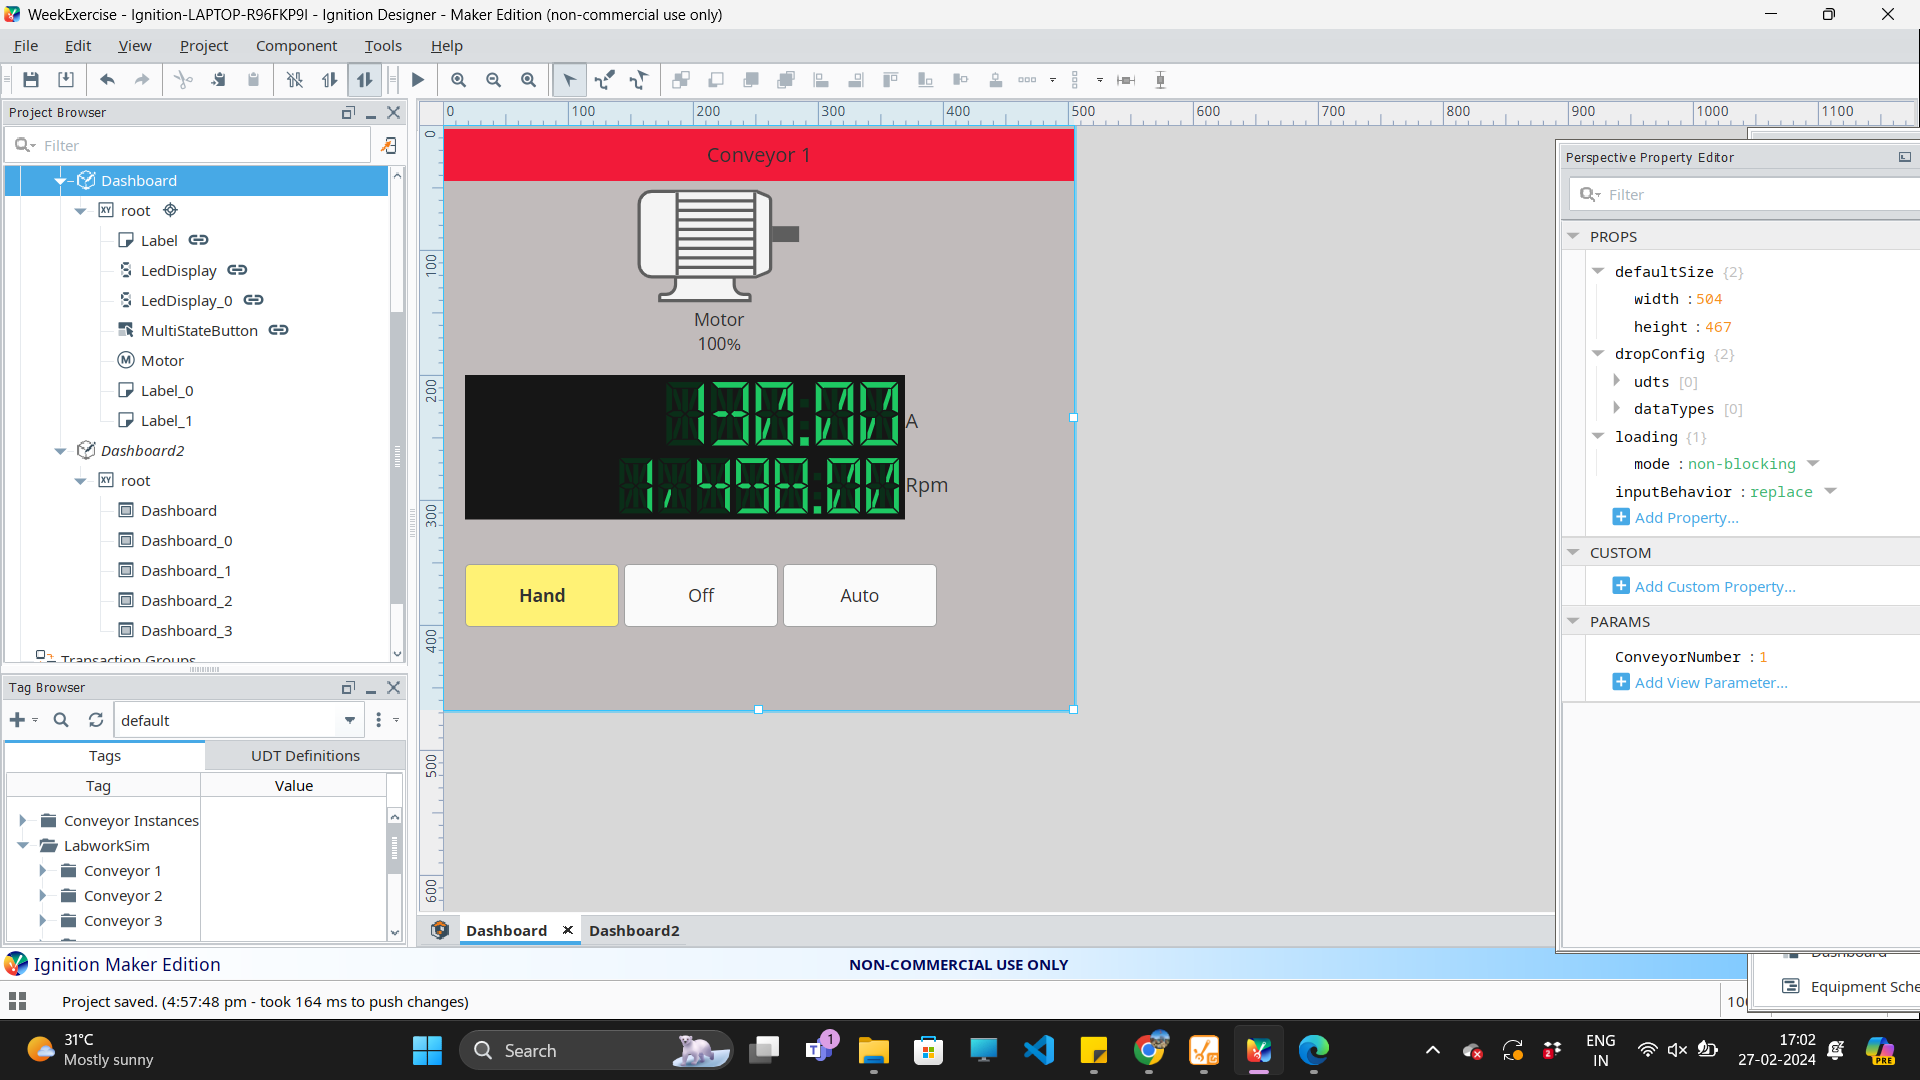 WeekExercise - Ignition-LAPTOP-R96FKP9I - Ignition Designer - Maker Edition (non-commercial use only)
File Edit View Project Component Tools Help
Project Browser
Filter
Dashboard
root
Label
LedDisplay
LedDisplay_0
MultiStateButton
Motor
Label_0
Label_1
Dashboard2
root
Dashboard
Dashboard_0
Dashboard_1
Dashboard_2
Dashboard_3
Transaction Groups
Tag Browser
default
Tags UDT Definitions
Tag Value
Conveyor Instances
LabworkSim
Conveyor 1
Conveyor 2
Conveyor 3
0 100 200 300 400 500 600 700 800 900 1000 1100
0
100
200
300
400
500
600
Conveyor 1
Motor
100%
130.00 A
1,498.00 Rpm
Hand Off Auto
Dashboard Dashboard2
Perspective Property Editor
Filter
PROPS
defaultSize {2}
width : 504
height : 467
dropConfig {2}
udts [0]
dataTypes [0]
loading {1}
mode : non-blocking
inputBehavior : replace
Add Property...
CUSTOM
Add Custom Property...
PARAMS
ConveyorNumber : 1
Add View Parameter...
Dashboard
Equipment Sche
Ignition Maker Edition
NON-COMMERCIAL USE ONLY
Project saved. (4:57:48 pm - took 164 ms to push changes)
31°C
Mostly sunny
Search
1
2
ENG
IN
17:02
27-02-2024
PRE